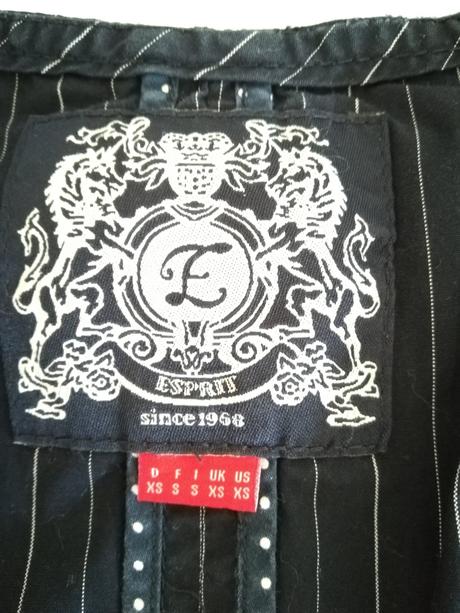 E
ESPRIT
since 1968
D F I UK US
XS S S XS XS